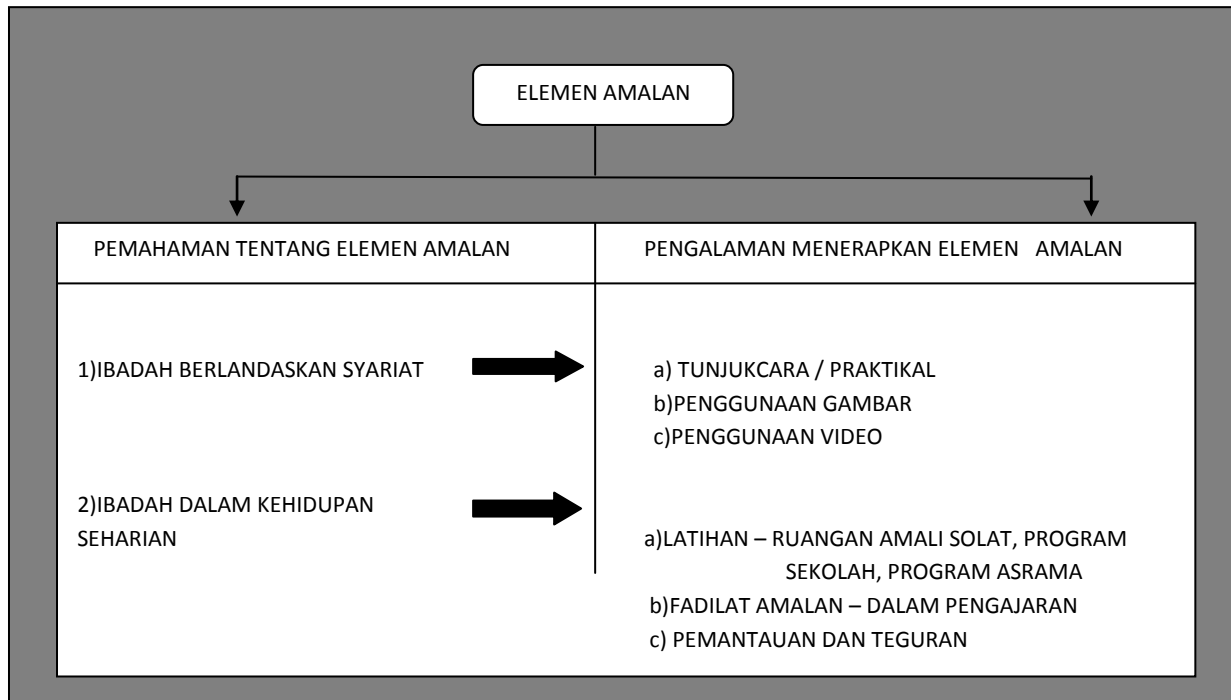 ELEMEN AMALAN
PEMAHAMAN TENTANG ELEMEN AMALAN
PENGALAMAN MENERAPKAN ELEMEN AMALAN
1)IBADAH BERLANDASKAN SYARIAT
a) TUNJUKCARA / PRAKTIKAL
b)PENGGUNAAN GAMBAR
c)PENGGUNAAN VIDEO
2)IBADAH DALAM KEHIDUPAN
SEHARIAN
a)LATIHAN – RUANGAN AMALI SOLAT, PROGRAM
SEKOLAH, PROGRAM ASRAMA
b)FADILAT AMALAN – DALAM PENGAJARAN
c) PEMANTAUAN DAN TEGURAN